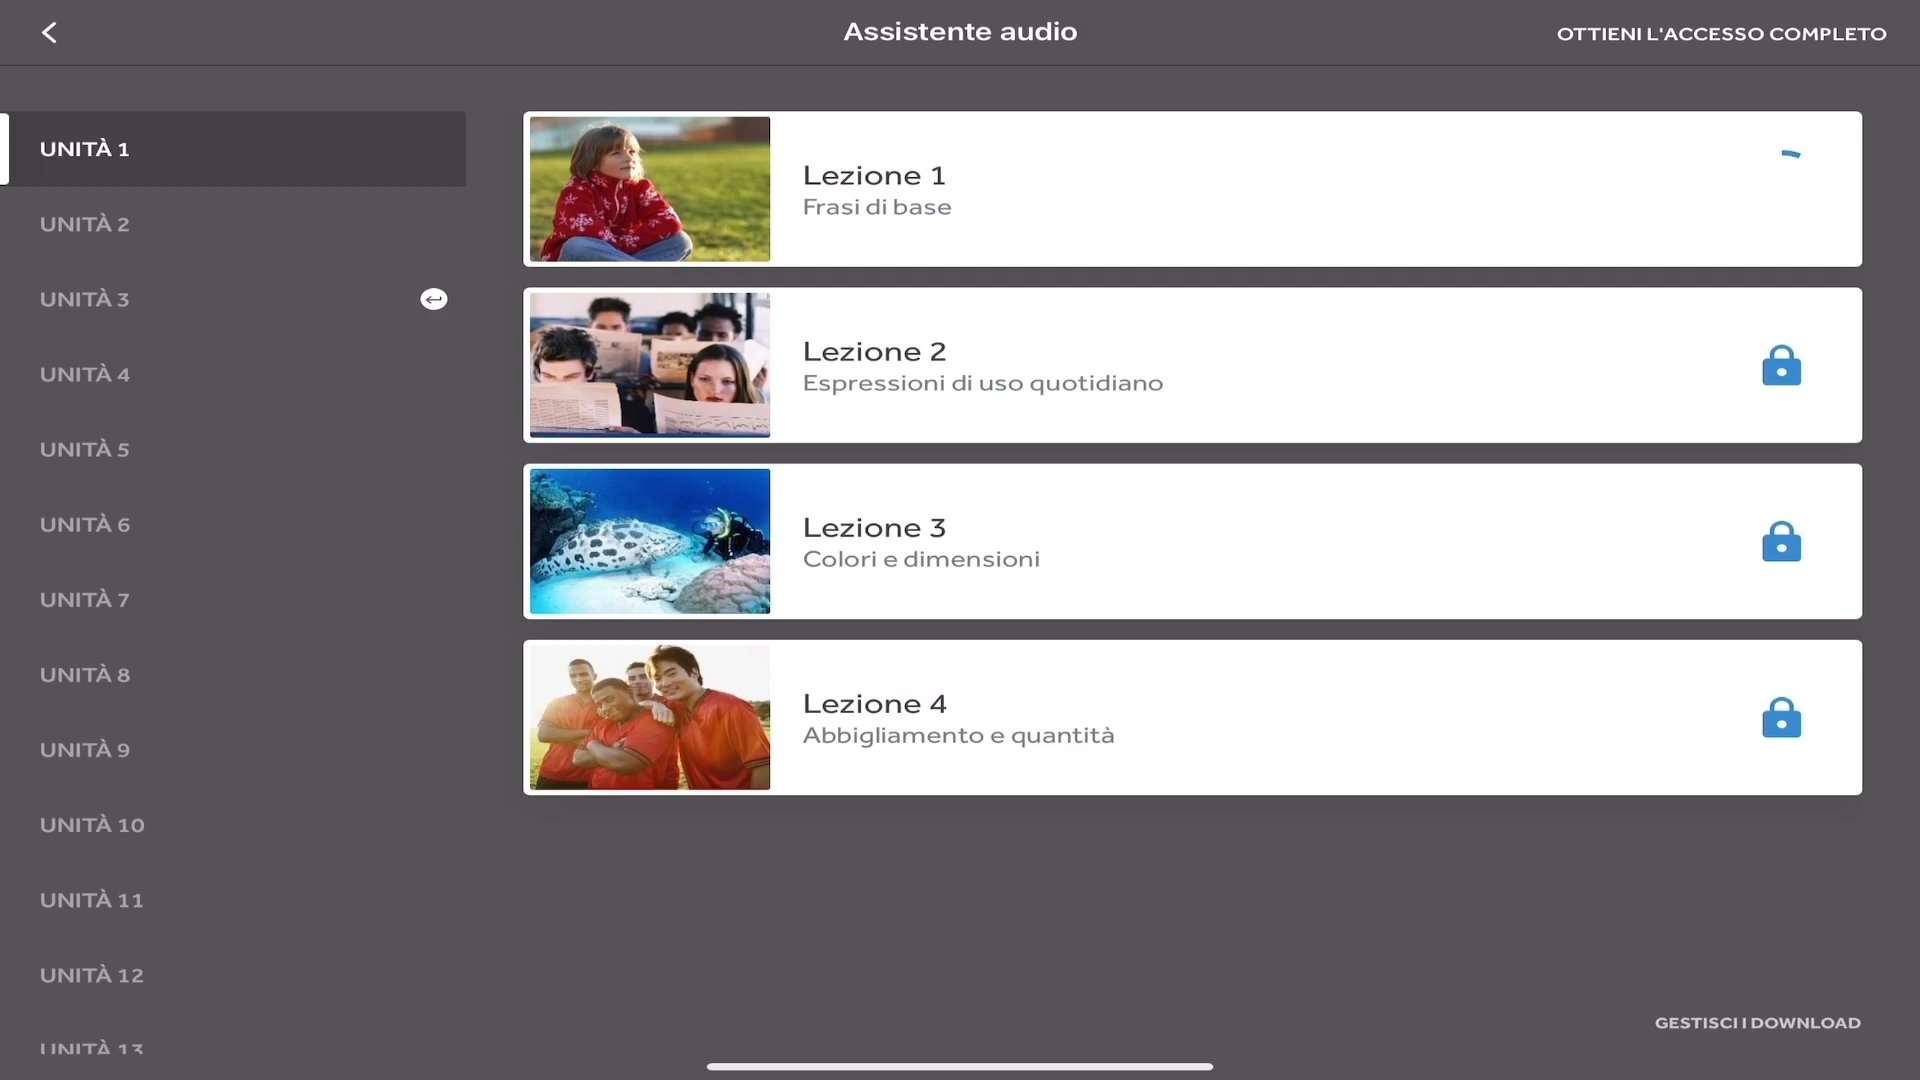 Assistente audio
OTTIENI L'ACCESSO COMPLETO
UNITÀ 1
UNITÀ 2
UNITÀ 3
UNITÀ 4
UNITÀ 5
UNITÀ 6
UNITÀ 7
UNITÀ 8
UNITÀ 9
UNITÀ 10
UNITÀ 11
UNITÀ 12
UNITÀ 13
Lezione 1
Frasi di base
Lezione 2
Espressioni di uso quotidiano
Lezione 3
Colori e dimensioni
Lezione 4
Abbigliamento e quantità
GESTISCI I DOWNLOAD